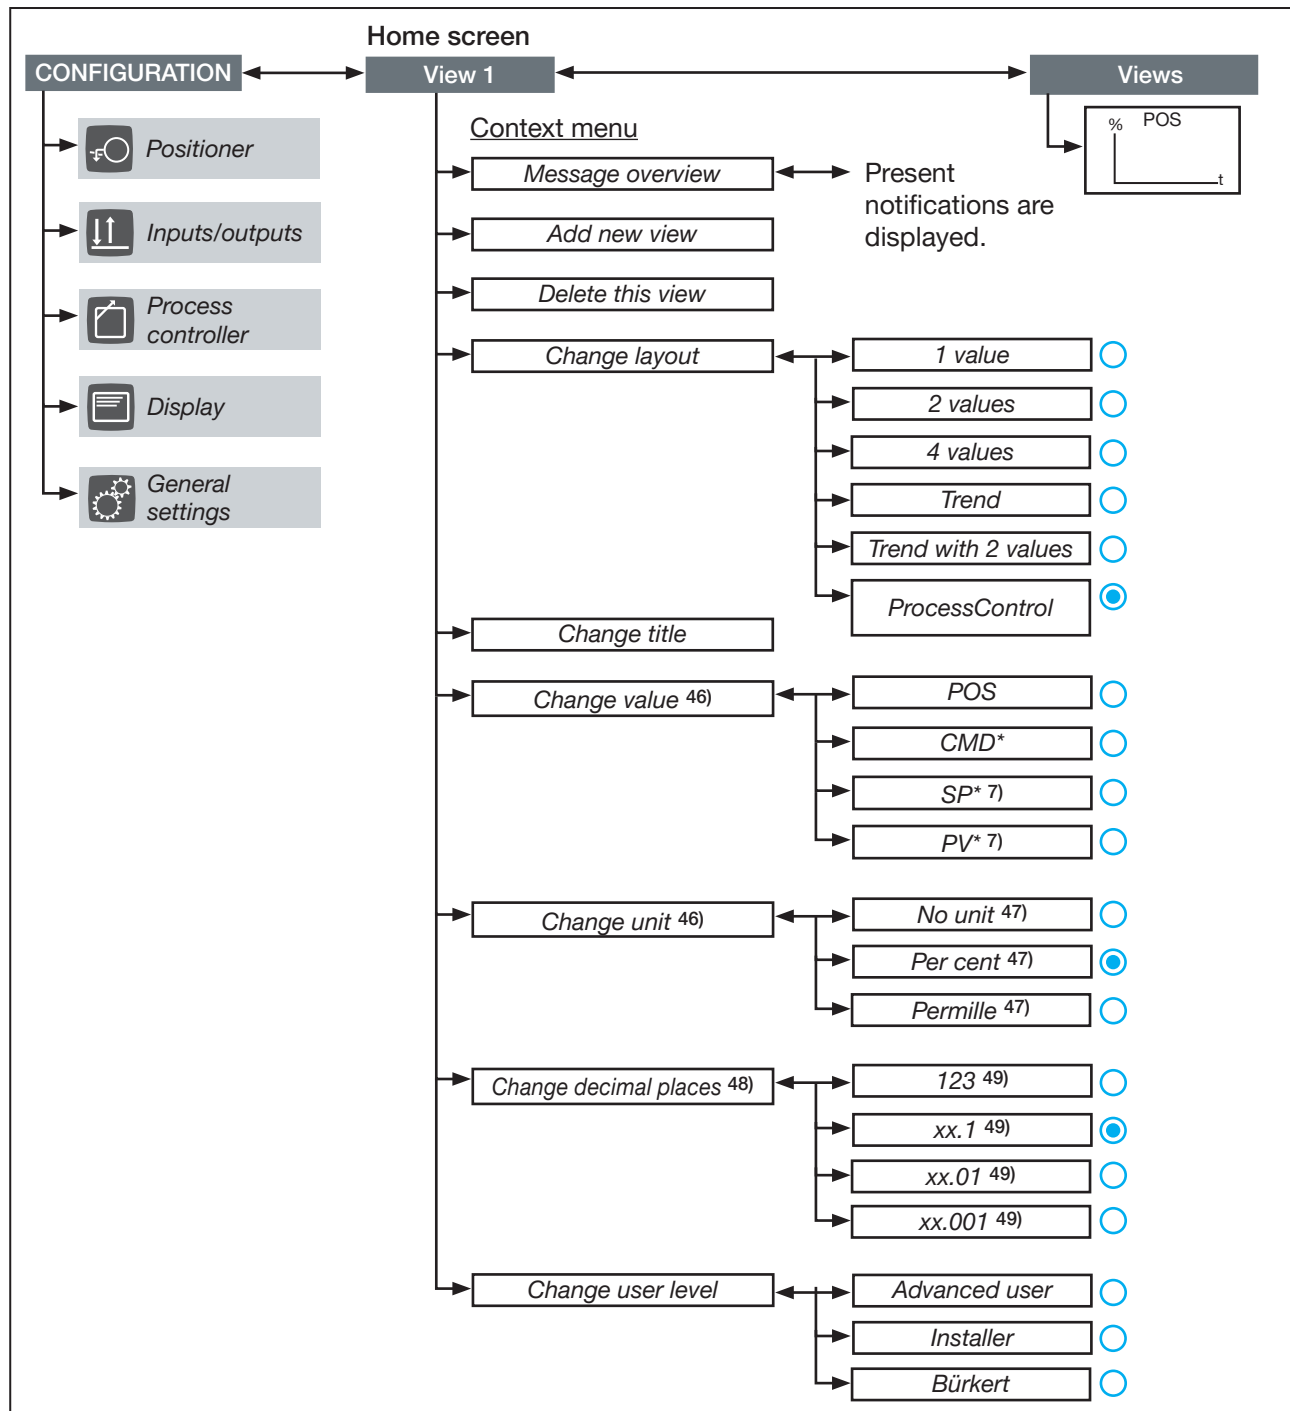 Home screen
CONFIGURATION
View 1
Views
Positioner
Inputs/outputs
Process
controller
Display
General
settings
% POS
t
Context menu
Message overview
Present
notifications are
displayed.
Add new view
Delete this view
Change layout
1 value
2 values
4 values
Trend
Trend with 2 values
ProcessControl
Change title
Change value 46)
POS
CMD*
SP* 7)
PV* 7)
Change unit 46)
No unit 47)
Per cent 47)
Permille 47)
Change decimal places 48)
123 49)
xx.1 49)
xx.01 49)
xx.001 49)
Change user level
Advanced user
Installer
Bürkert